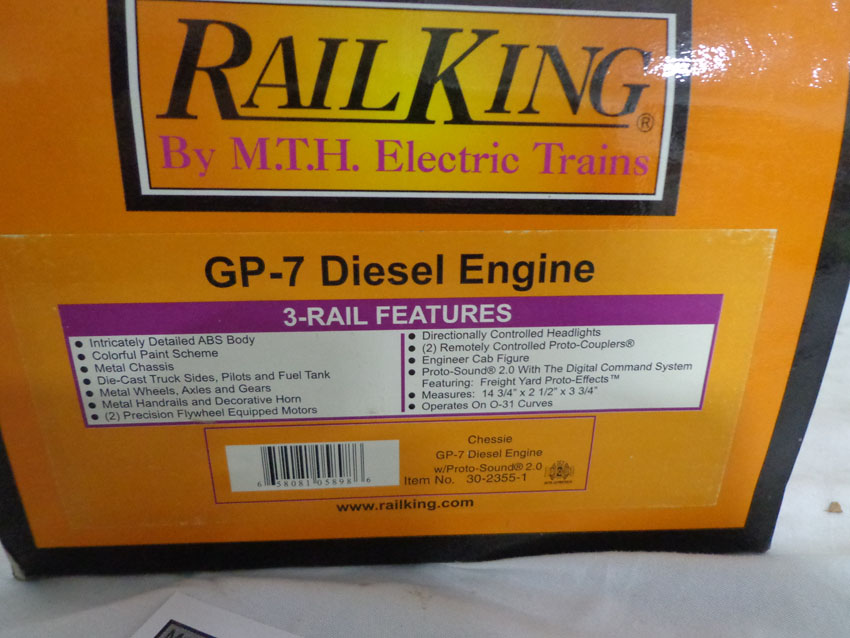 RAILKING®
By M.T.H. Electric Trains
GP-7 Diesel Engine
3-RAIL FEATURES
• Intricately Detailed ABS Body
• Colorful Paint Scheme
• Metal Chassis
• Die-Cast Truck Sides, Pilots and Fuel Tank
• Metal Wheels, Axles and Gears
• Metal Handrails and Decorative Horn
• (2) Precision Flywheel Equipped Motors
• Directionally Controlled Headlights
• (2) Remotely Controlled Proto-Couplers®
• Engineer Cab Figure
• Proto-Sound® 2.0 With The Digital Command System
Featuring: Freight Yard Proto-Effects™
• Measures: 14 3/4" x 2 1/2" x 3 3/4"
• Operates On O-31 Curves
6 58081 05898 6
Chessie
GP-7 Diesel Engine
w/Proto-Sound® 2.0
Item No. 30-2355-1
www.railking.com